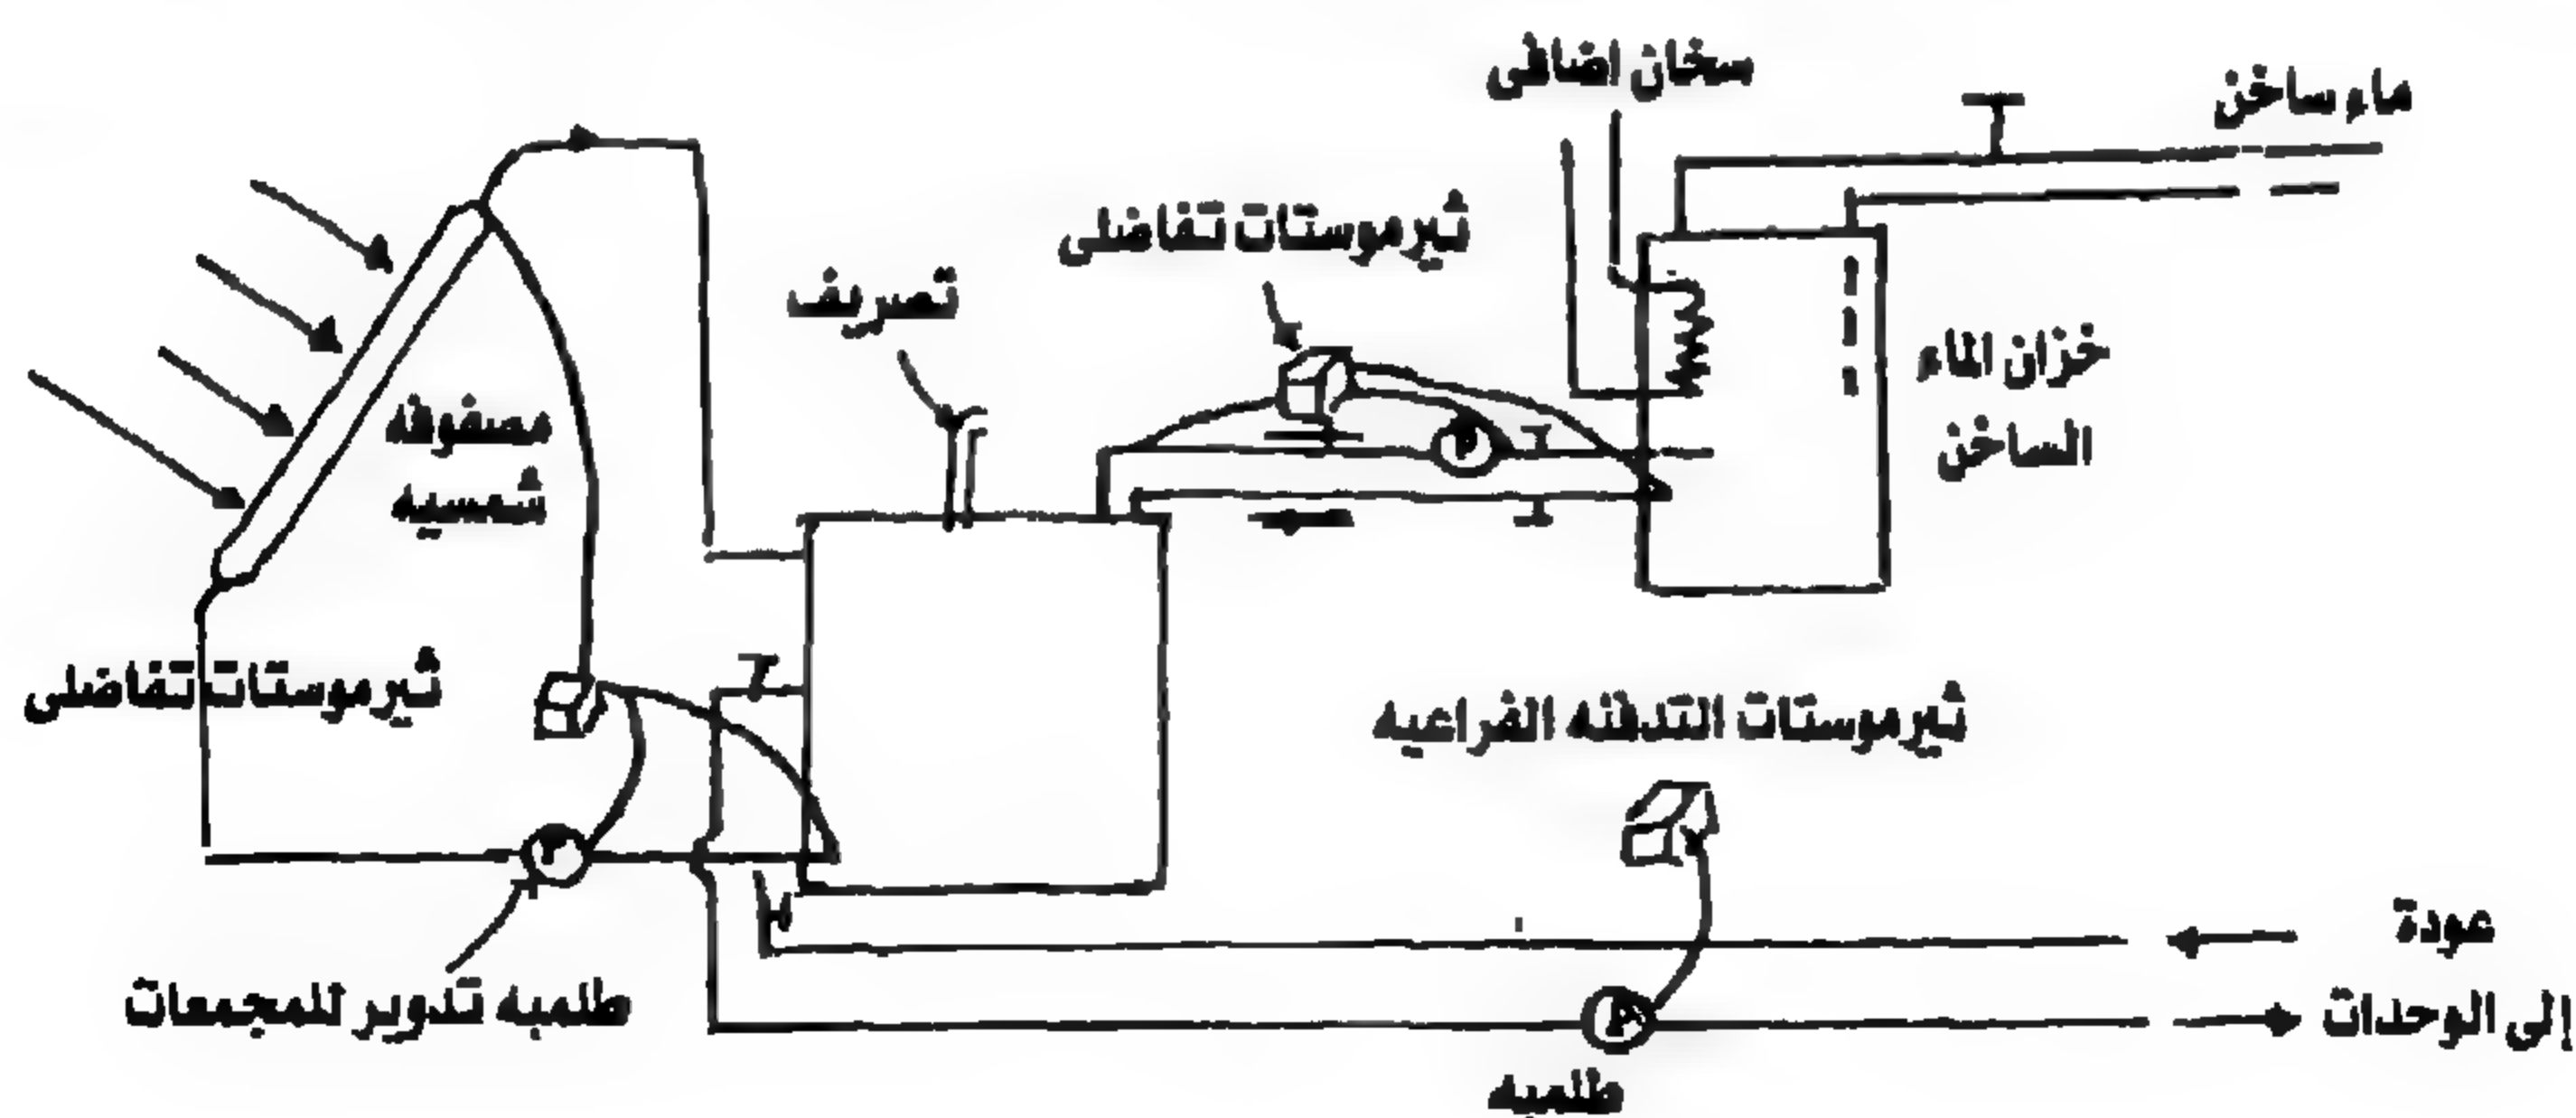 سخان اضافى
ماء ساخن
ثيرموستات تفاضلى
تصريف
خزان الماء
الساخن
مصفوفه
شمسيه
ثيرموستات تفاضلى
ثيرموستات التدفئه الفراعيه
عودة
طلمبه تدوير للمجمعات
إلى الوحدات
طلمبه
P
P
P